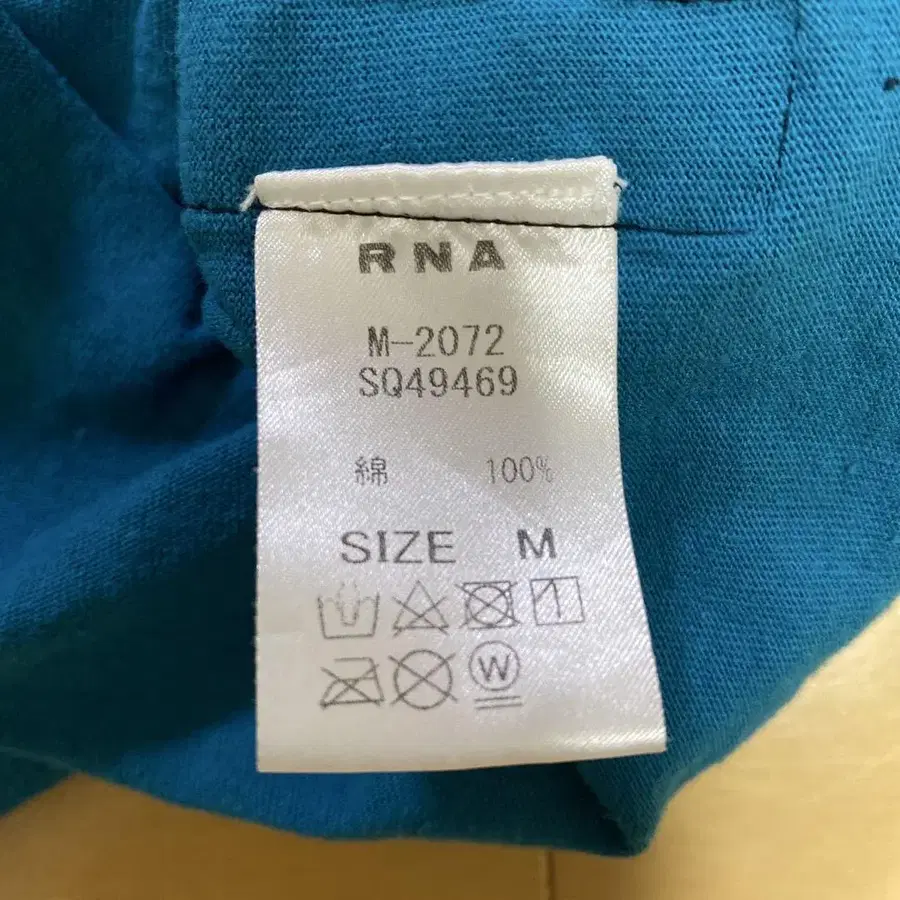 RNA
M-2072
SQ49469
綿 100%
SIZE M
W